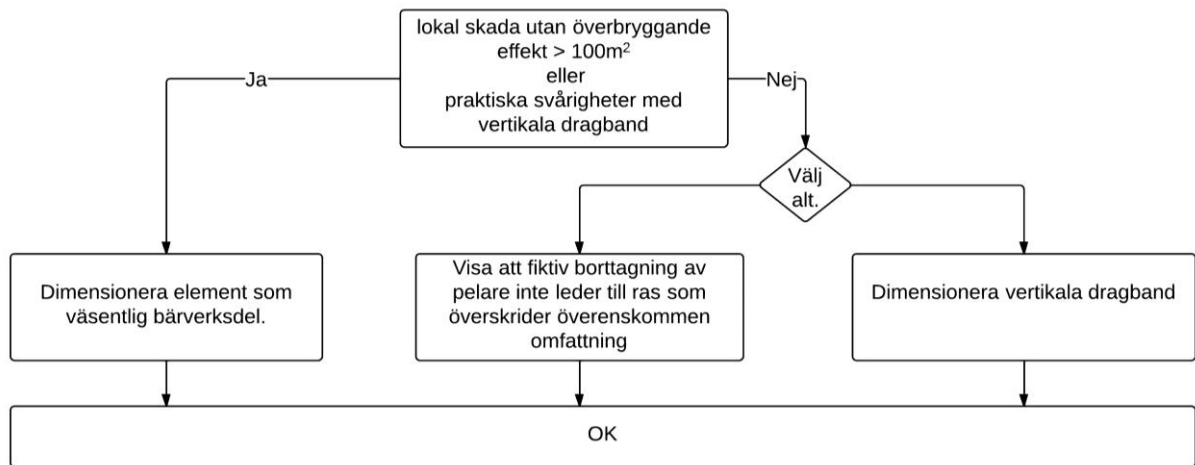 lokal skada utan överbryggande
effekt > 100m²
eller
praktiska svårigheter med
vertikala dragband
Ja
Nej
Välj
alt.
Dimensionera element som
väsentlig bärverksdel.
Visa att fiktiv borttagning av
pelare inte leder till ras som
överskrider överenskommen
omfattning
Dimensionera vertikala dragband
OK